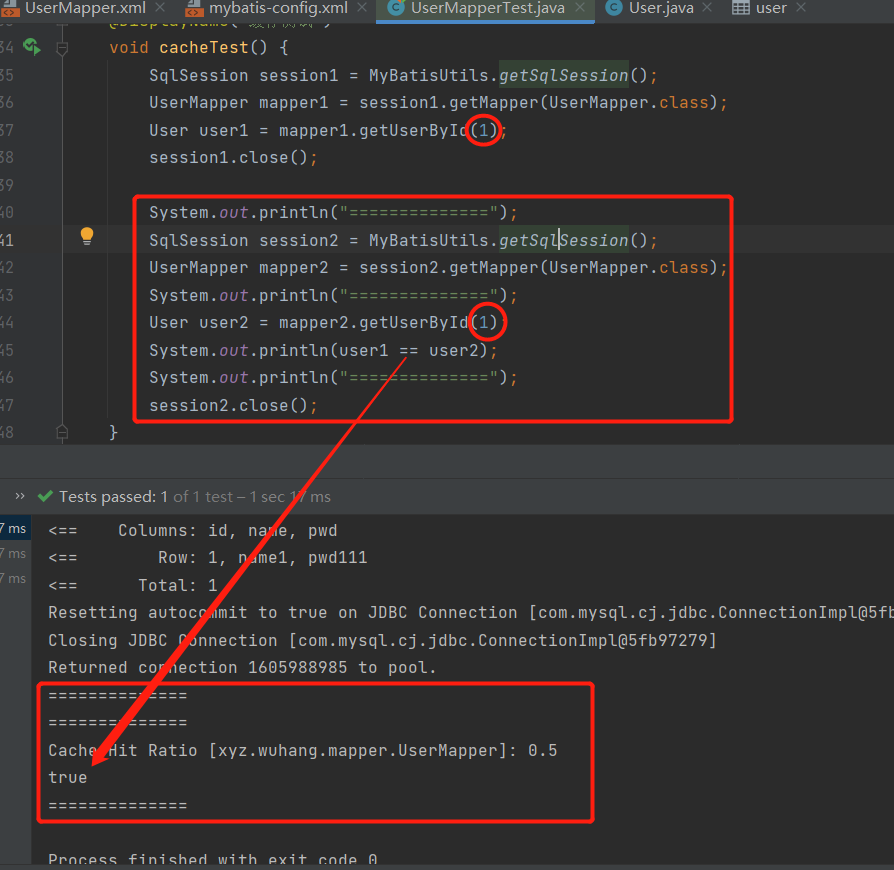 UserMapper.xml mybatis-config.xml UserMapperTest.java User.java user
34 void cacheTest() {
35 SqlSession session1 = MyBatisUtils.getSqlSession();
36 UserMapper mapper1 = session1.getMapper(UserMapper.class);
37 User user1 = mapper1.getUserById(1);
38 session1.close();
39
40 System.out.println("==============");
41 SqlSession session2 = MyBatisUtils.getSqlSession();
42 UserMapper mapper2 = session2.getMapper(UserMapper.class);
43 System.out.println("==============");
44 User user2 = mapper2.getUserById(1)
45 System.out.println(user1 == user2);
46 System.out.println("==============");
47 session2.close();
48 }
Tests passed: 1 of 1 test – 1 sec 17 ms
7 ms <== Columns: id, name, pwd
7 ms <== Row: 1, name1, pwd111
7 ms <== Total: 1
Resetting autocommit to true on JDBC Connection [com.mysql.cj.jdbc.ConnectionImpl@5fb
Closing JDBC Connection [com.mysql.cj.jdbc.ConnectionImpl@5fb97279]
Returned connection 1605988985 to pool.
==============
==============
Cache Hit Ratio [xyz.wuhang.mapper.UserMapper]: 0.5
true
==============
Process finished with exit code 0